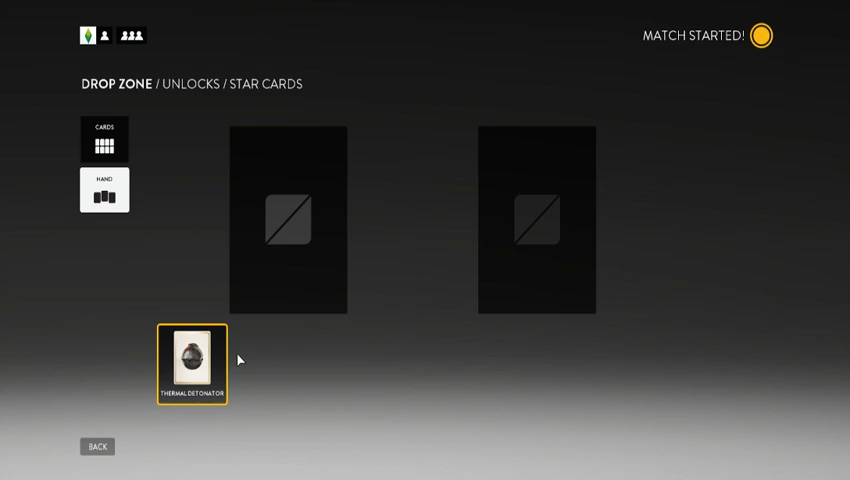 MATCH STARTED!
DROP ZONE / UNLOCKS / STAR CARDS
CARDS
HAND
THERMAL DETONATOR
BACK